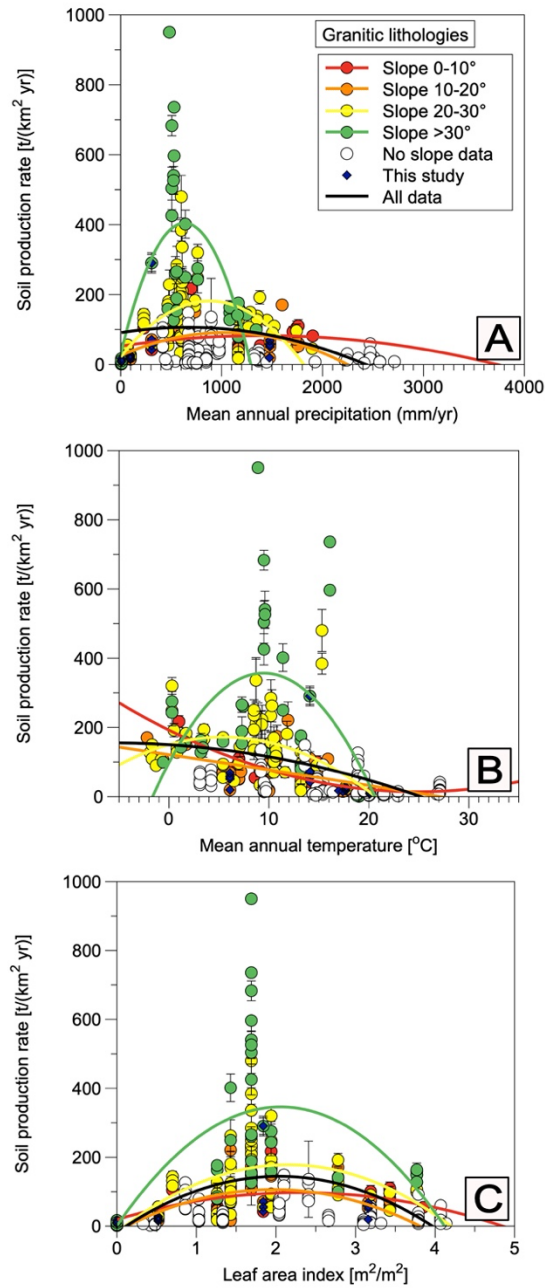 Soil production rate [t/(km² yr)]
1000
800
600
400
200
0
Granitic lithologies
Slope 0-10°
Slope 10-20°
Slope 20-30°
Slope >30°
No slope data
This study
All data
A
0 1000 2000 3000 4000
Mean annual precipitation (mm/yr)
Soil production rate [t/(km² yr)]
1000
800
600
400
200
0
B
0 10 20 30
Mean annual temperature [°C]
Soil production rate [t/(km² yr)]
1000
800
600
400
200
0
C
0 1 2 3 4 5
Leaf area index [m²/m²]